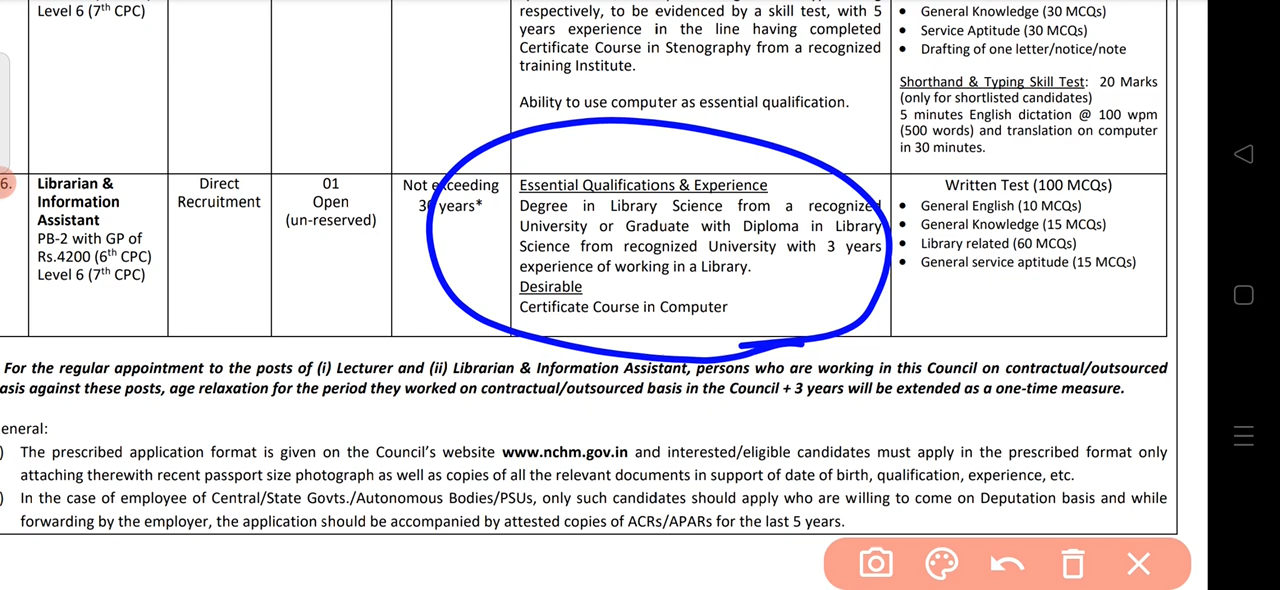 Level 6 (7th CPC)
respectively, to be evidenced by a skill test, with 5
years experience in the line having completed
Certificate Course in Stenography from a recognized
training Institute.
Ability to use computer as essential qualification.
• General Knowledge (30 MCQs)
• Service Aptitude (30 MCQs)
• Drafting of one letter/notice/note
Shorthand & Typing Skill Test: 20 Marks
(only for shortlisted candidates)
5 minutes English dictation @ 100 wpm
(500 words) and translation on computer
in 30 minutes.
6.
Librarian &
Information
Assistant
PB-2 with GP of
Rs.4200 (6th CPC)
Level 6 (7th CPC)
Direct
Recruitment
01
Open
(un-reserved)
Not exceeding
30 years*
Essential Qualifications & Experience
Degree in Library Science from a recognized
University or Graduate with Diploma in Library
Science from recognized University with 3 years
experience of working in a Library.
Desirable
Certificate Course in Computer
Written Test (100 MCQs)
• General English (10 MCQs)
• General Knowledge (15 MCQs)
• Library related (60 MCQs)
• General service aptitude (15 MCQs)
For the regular appointment to the posts of (i) Lecturer and (ii) Librarian & Information Assistant, persons who are working in this Council on contractual/outsourced
asis against these posts, age relaxation for the period they worked on contractual/outsourced basis in the Council + 3 years will be extended as a one-time measure.
eneral:
) The prescribed application format is given on the Council's website www.nchm.gov.in and interested/eligible candidates must apply in the prescribed format only
attaching therewith recent passport size photograph as well as copies of all the relevant documents in support of date of birth, qualification, experience, etc.
) In the case of employee of Central/State Govts./Autonomous Bodies/PSUs, only such candidates should apply who are willing to come on Deputation basis and while
forwarding by the employer, the application should be accompanied by attested copies of ACRs/APARs for the last 5 years.